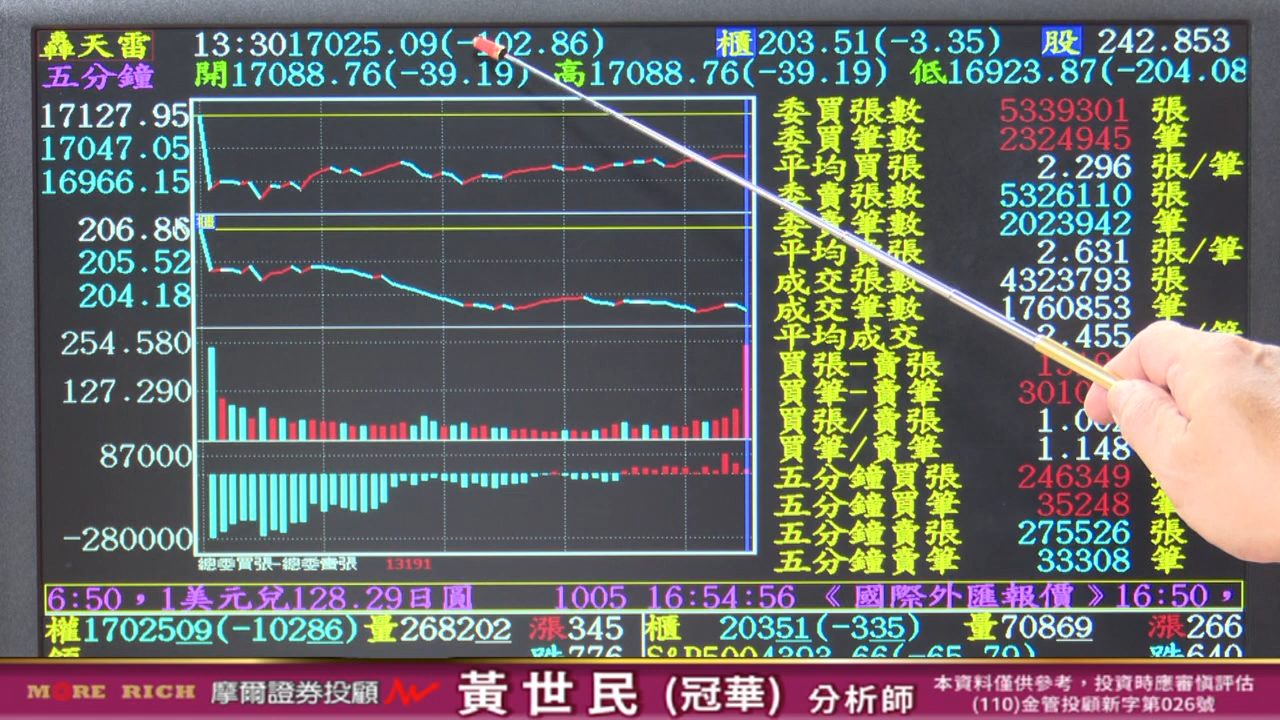 轟天雷 13:30 17025.09(-102.86) 櫃 203.51(-3.35) 股 242.853
五分鐘 開17088.76(-39.19) 高17088.76(-39.19) 低16923.87(-204.08
17127.95
17047.05
16966.15
206.86 櫃
205.52
204.18
254.580
127.290
87000
-280000
總委買張-總委賣張 13191
委買張數 5339301 張
委買筆數 2324945 筆
平均買張 2.296 張/筆
委賣張數 5326110 張
委賣筆數 2023942 筆
平均賣張 2.631 張/筆
成交張數 4323793 張
成交筆數 1760853 筆
平均成交 2.455
買張-賣張
買筆-賣筆
買張/賣張
買筆/賣筆 1.148
五分鐘買張 246349
五分鐘買筆 35248
五分鐘賣張 275526 張
五分鐘賣筆 33308 筆
6:50，1美元兌128.29日圓 1005 16:54:56 《國際外匯報價》16:50，
權1702509(-10286)量268202 漲345 櫃 20351(-335) 量70869 漲266
MORE RICH 摩爾證券投顧 黃世民 (冠華) 分析師
本資料僅供參考，投資時應審慎評估
(110)金管投顧新字第026號